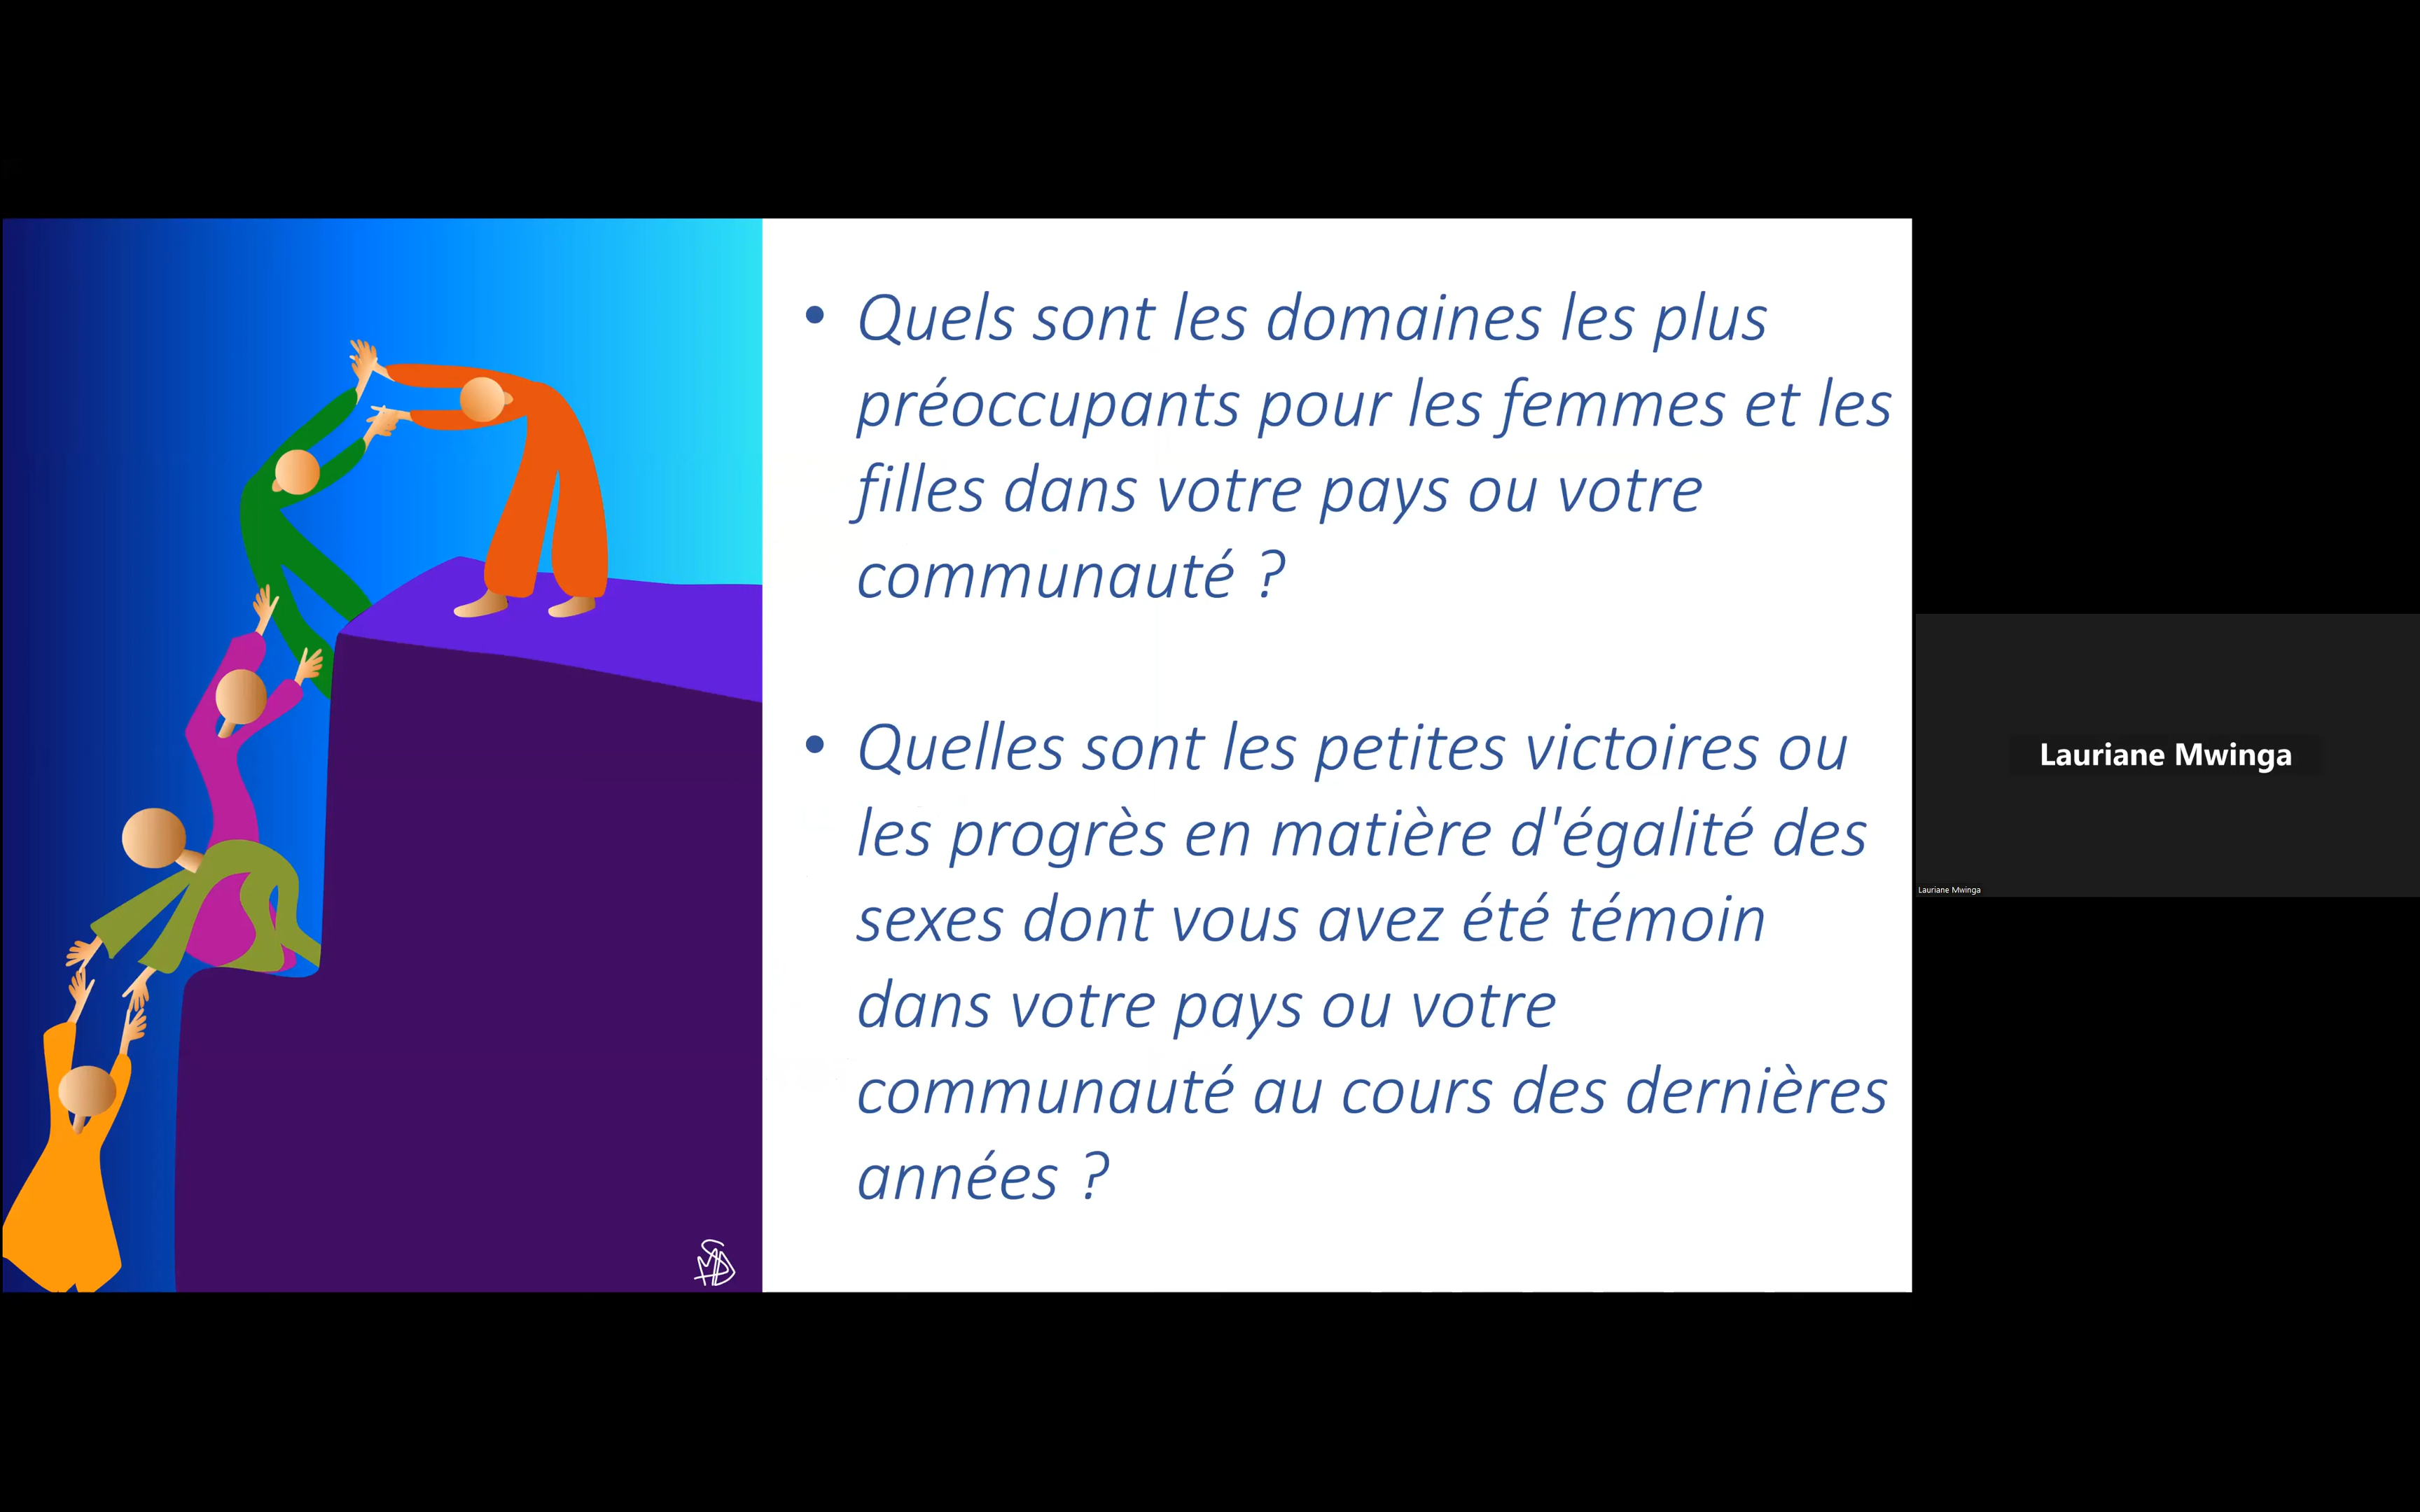 • Quels sont les domaines les plus
préoccupants pour les femmes et les
filles dans votre pays ou votre
communauté ?
• Quelles sont les petites victoires ou
les progrès en matière d'égalité des
sexes dont vous avez été témoin
dans votre pays ou votre
communauté au cours des dernières
années ?
Lauriane Mwinga
Lauriane Mwinga